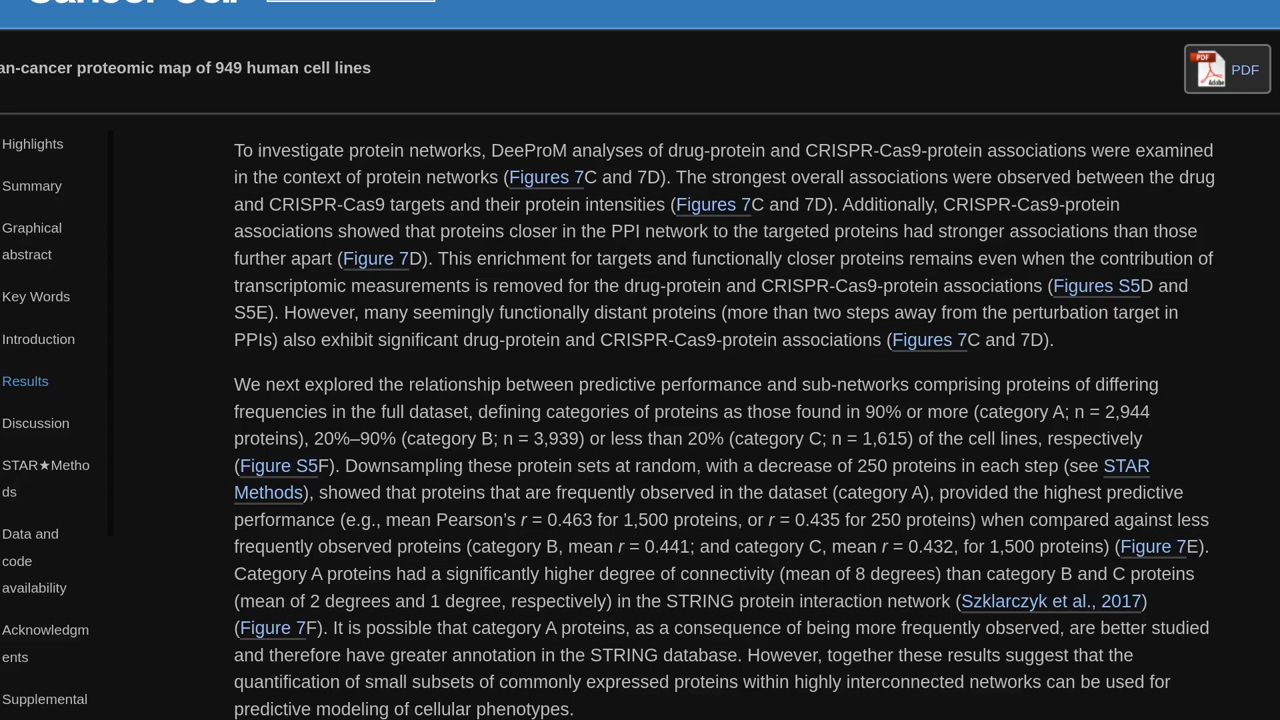 an-cancer proteomic map of 949 human cell lines
PDF
Highlights
Summary
Graphical
abstract
Key Words
Introduction
Results
Discussion
STAR★Metho
ds
Data and
code
availability
Acknowledgm
ents
Supplemental
To investigate protein networks, DeeProM analyses of drug-protein and CRISPR-Cas9-protein associations were examined
in the context of protein networks (Figures 7C and 7D). The strongest overall associations were observed between the drug
and CRISPR-Cas9 targets and their protein intensities (Figures 7C and 7D). Additionally, CRISPR-Cas9-protein
associations showed that proteins closer in the PPI network to the targeted proteins had stronger associations than those
further apart (Figure 7D). This enrichment for targets and functionally closer proteins remains even when the contribution of
transcriptomic measurements is removed for the drug-protein and CRISPR-Cas9-protein associations (Figures S5D and
S5E). However, many seemingly functionally distant proteins (more than two steps away from the perturbation target in
PPIs) also exhibit significant drug-protein and CRISPR-Cas9-protein associations (Figures 7C and 7D).
We next explored the relationship between predictive performance and sub-networks comprising proteins of differing
frequencies in the full dataset, defining categories of proteins as those found in 90% or more (category A; n = 2,944
proteins), 20%–90% (category B; n = 3,939) or less than 20% (category C; n = 1,615) of the cell lines, respectively
(Figure S5F). Downsampling these protein sets at random, with a decrease of 250 proteins in each step (see STAR
Methods), showed that proteins that are frequently observed in the dataset (category A), provided the highest predictive
performance (e.g., mean Pearson’s r = 0.463 for 1,500 proteins, or r = 0.435 for 250 proteins) when compared against less
frequently observed proteins (category B, mean r = 0.441; and category C, mean r = 0.432, for 1,500 proteins) (Figure 7E).
Category A proteins had a significantly higher degree of connectivity (mean of 8 degrees) than category B and C proteins
(mean of 2 degrees and 1 degree, respectively) in the STRING protein interaction network (Szklarczyk et al., 2017)
(Figure 7F). It is possible that category A proteins, as a consequence of being more frequently observed, are better studied
and therefore have greater annotation in the STRING database. However, together these results suggest that the
quantification of small subsets of commonly expressed proteins within highly interconnected networks can be used for
predictive modeling of cellular phenotypes.